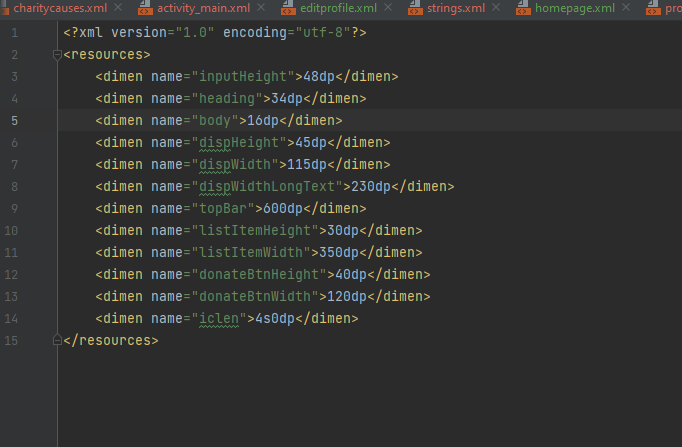 charitycauses.xml activity_main.xml editprofile.xml strings.xml homepage.xml pro
1 <?xml version="1.0" encoding="utf-8"?>
2 <resources>
3 <dimen name="inputHeight">48dp</dimen>
4 <dimen name="heading">34dp</dimen>
5 <dimen name="body">16dp</dimen>
6 <dimen name="dispHeight">45dp</dimen>
7 <dimen name="dispWidth">115dp</dimen>
8 <dimen name="dispWidthLongText">230dp</dimen>
9 <dimen name="topBar">600dp</dimen>
10 <dimen name="listItemHeight">30dp</dimen>
11 <dimen name="listItemWidth">350dp</dimen>
12 <dimen name="donateBtnHeight">40dp</dimen>
13 <dimen name="donateBtnWidth">120dp</dimen>
14 <dimen name="iclen">4s0dp</dimen>
15 </resources>